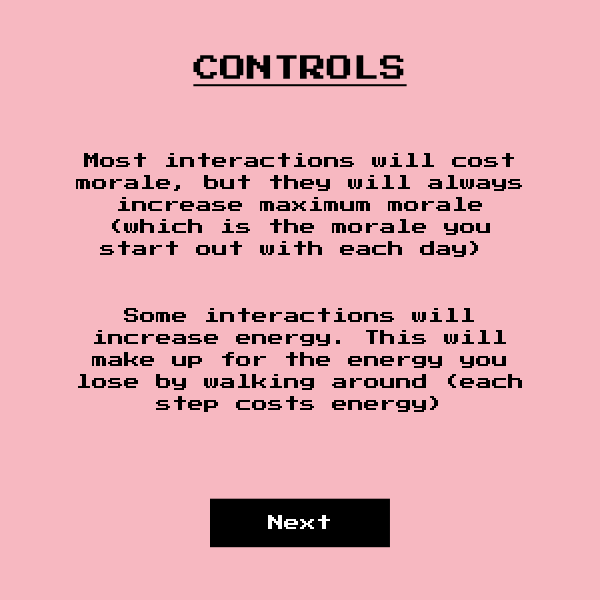 CONTROLS
Most interactions will cost
morale, but they will always
increase maximum morale
(which is the morale you
start out with each day)
Some interactions will
increase energy. This will
make up for the energy you
lose by walking around (each
step costs energy)
Next